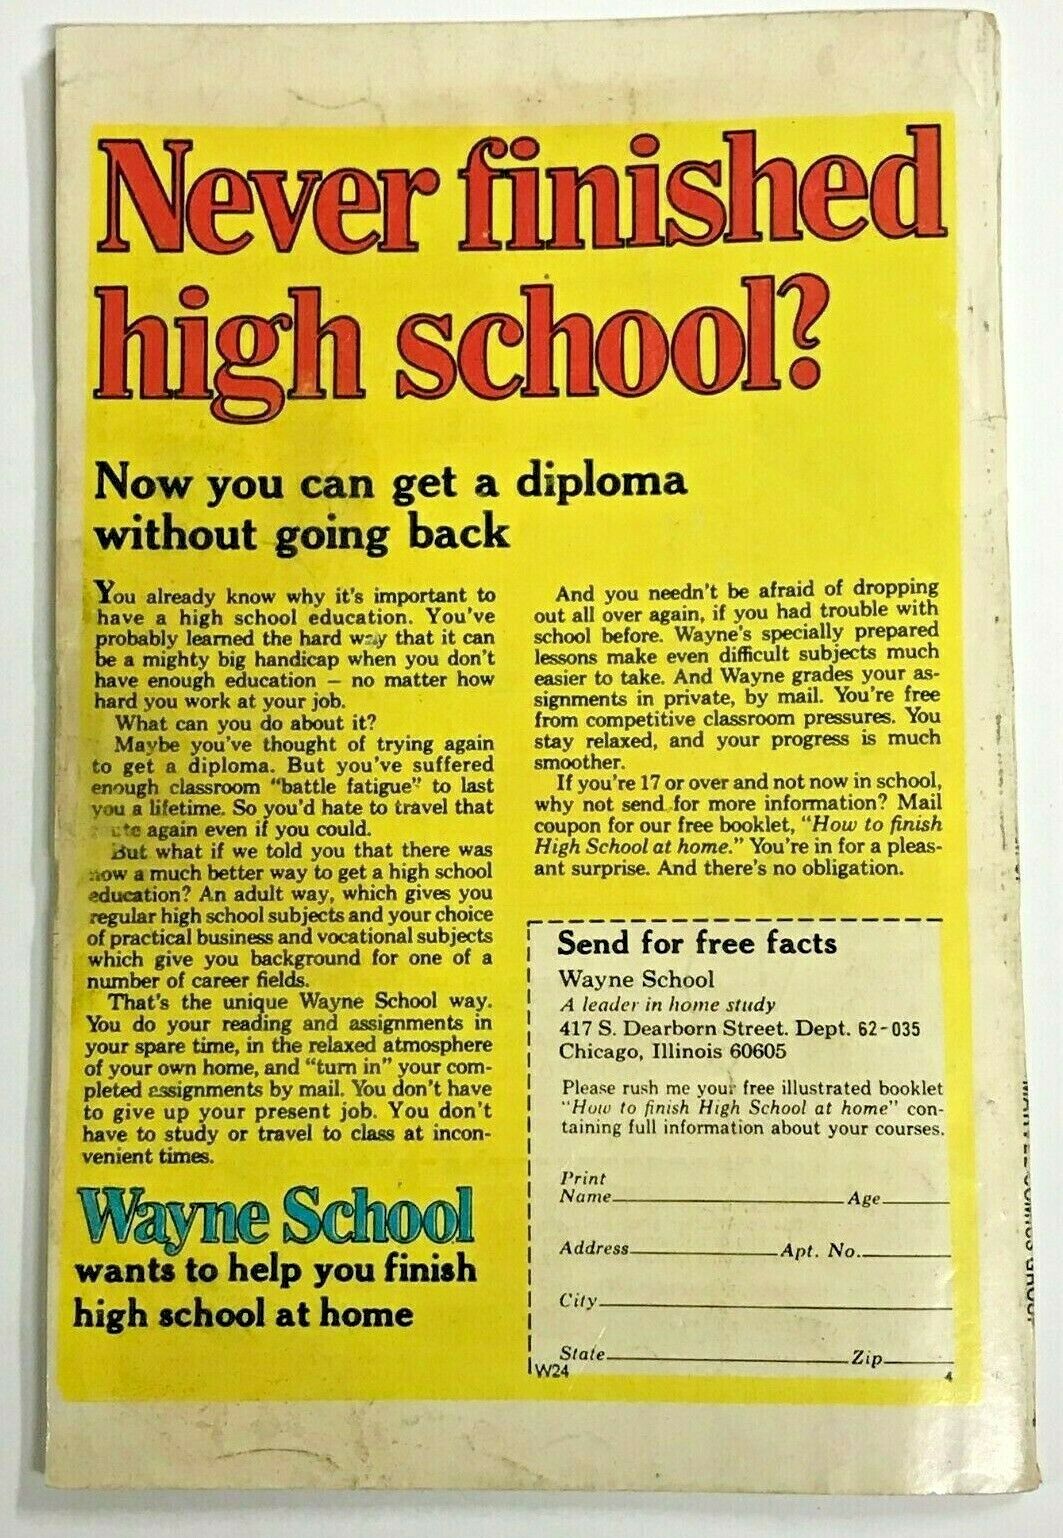 Never finished
high school?
Now you can get a diploma
without going back
You already know why it's important to
have a high school education. You've
probably learned the hard way that it can
be a mighty big handicap when you don't
have enough education — no matter how
hard you work at your job.
What can you do about it?
Maybe you've thought of trying again
to get a diploma. But you've suffered
enough classroom "battle fatigue" to last
you a lifetime. So you'd hate to travel that
again even if you could.
But what if we told you that there was
now a much better way to get a high school
education? An adult way, which gives you
regular high school subjects and your choice
of practical business and vocational subjects
which give you background for one of a
number of career fields.
That's the unique Wayne School way.
You do your reading and assignments in
your spare time, in the relaxed atmosphere
of your own home, and "turn in" your com-
pleted assignments by mail. You don't have
to give up your present job. You don't
have to study or travel to class at incon-
venient times.
Wayne School
wants to help you finish
high school at home
And you needn't be afraid of dropping
out all over again, if you had trouble with
school before. Wayne's specially prepared
lessons make even difficult subjects much
easier to take. And Wayne grades your as-
signments in private, by mail. You're free
from competitive classroom pressures. You
stay relaxed, and your progress is much
smoother.
If you're 17 or over and not now in school,
why not send for more information? Mail
coupon for our free booklet, "How to finish
High School at home." You're in for a pleas-
ant surprise. And there's no obligation.
Send for free facts
Wayne School
A leader in home study
417 S. Dearborn Street. Dept. 62-035
Chicago, Illinois 60605
Please rush me your free illustrated booklet
"How to finish High School at home" con-
taining full information about your courses.
Print
Name Age
Address Apt. No.
City
State Zip
W24 4